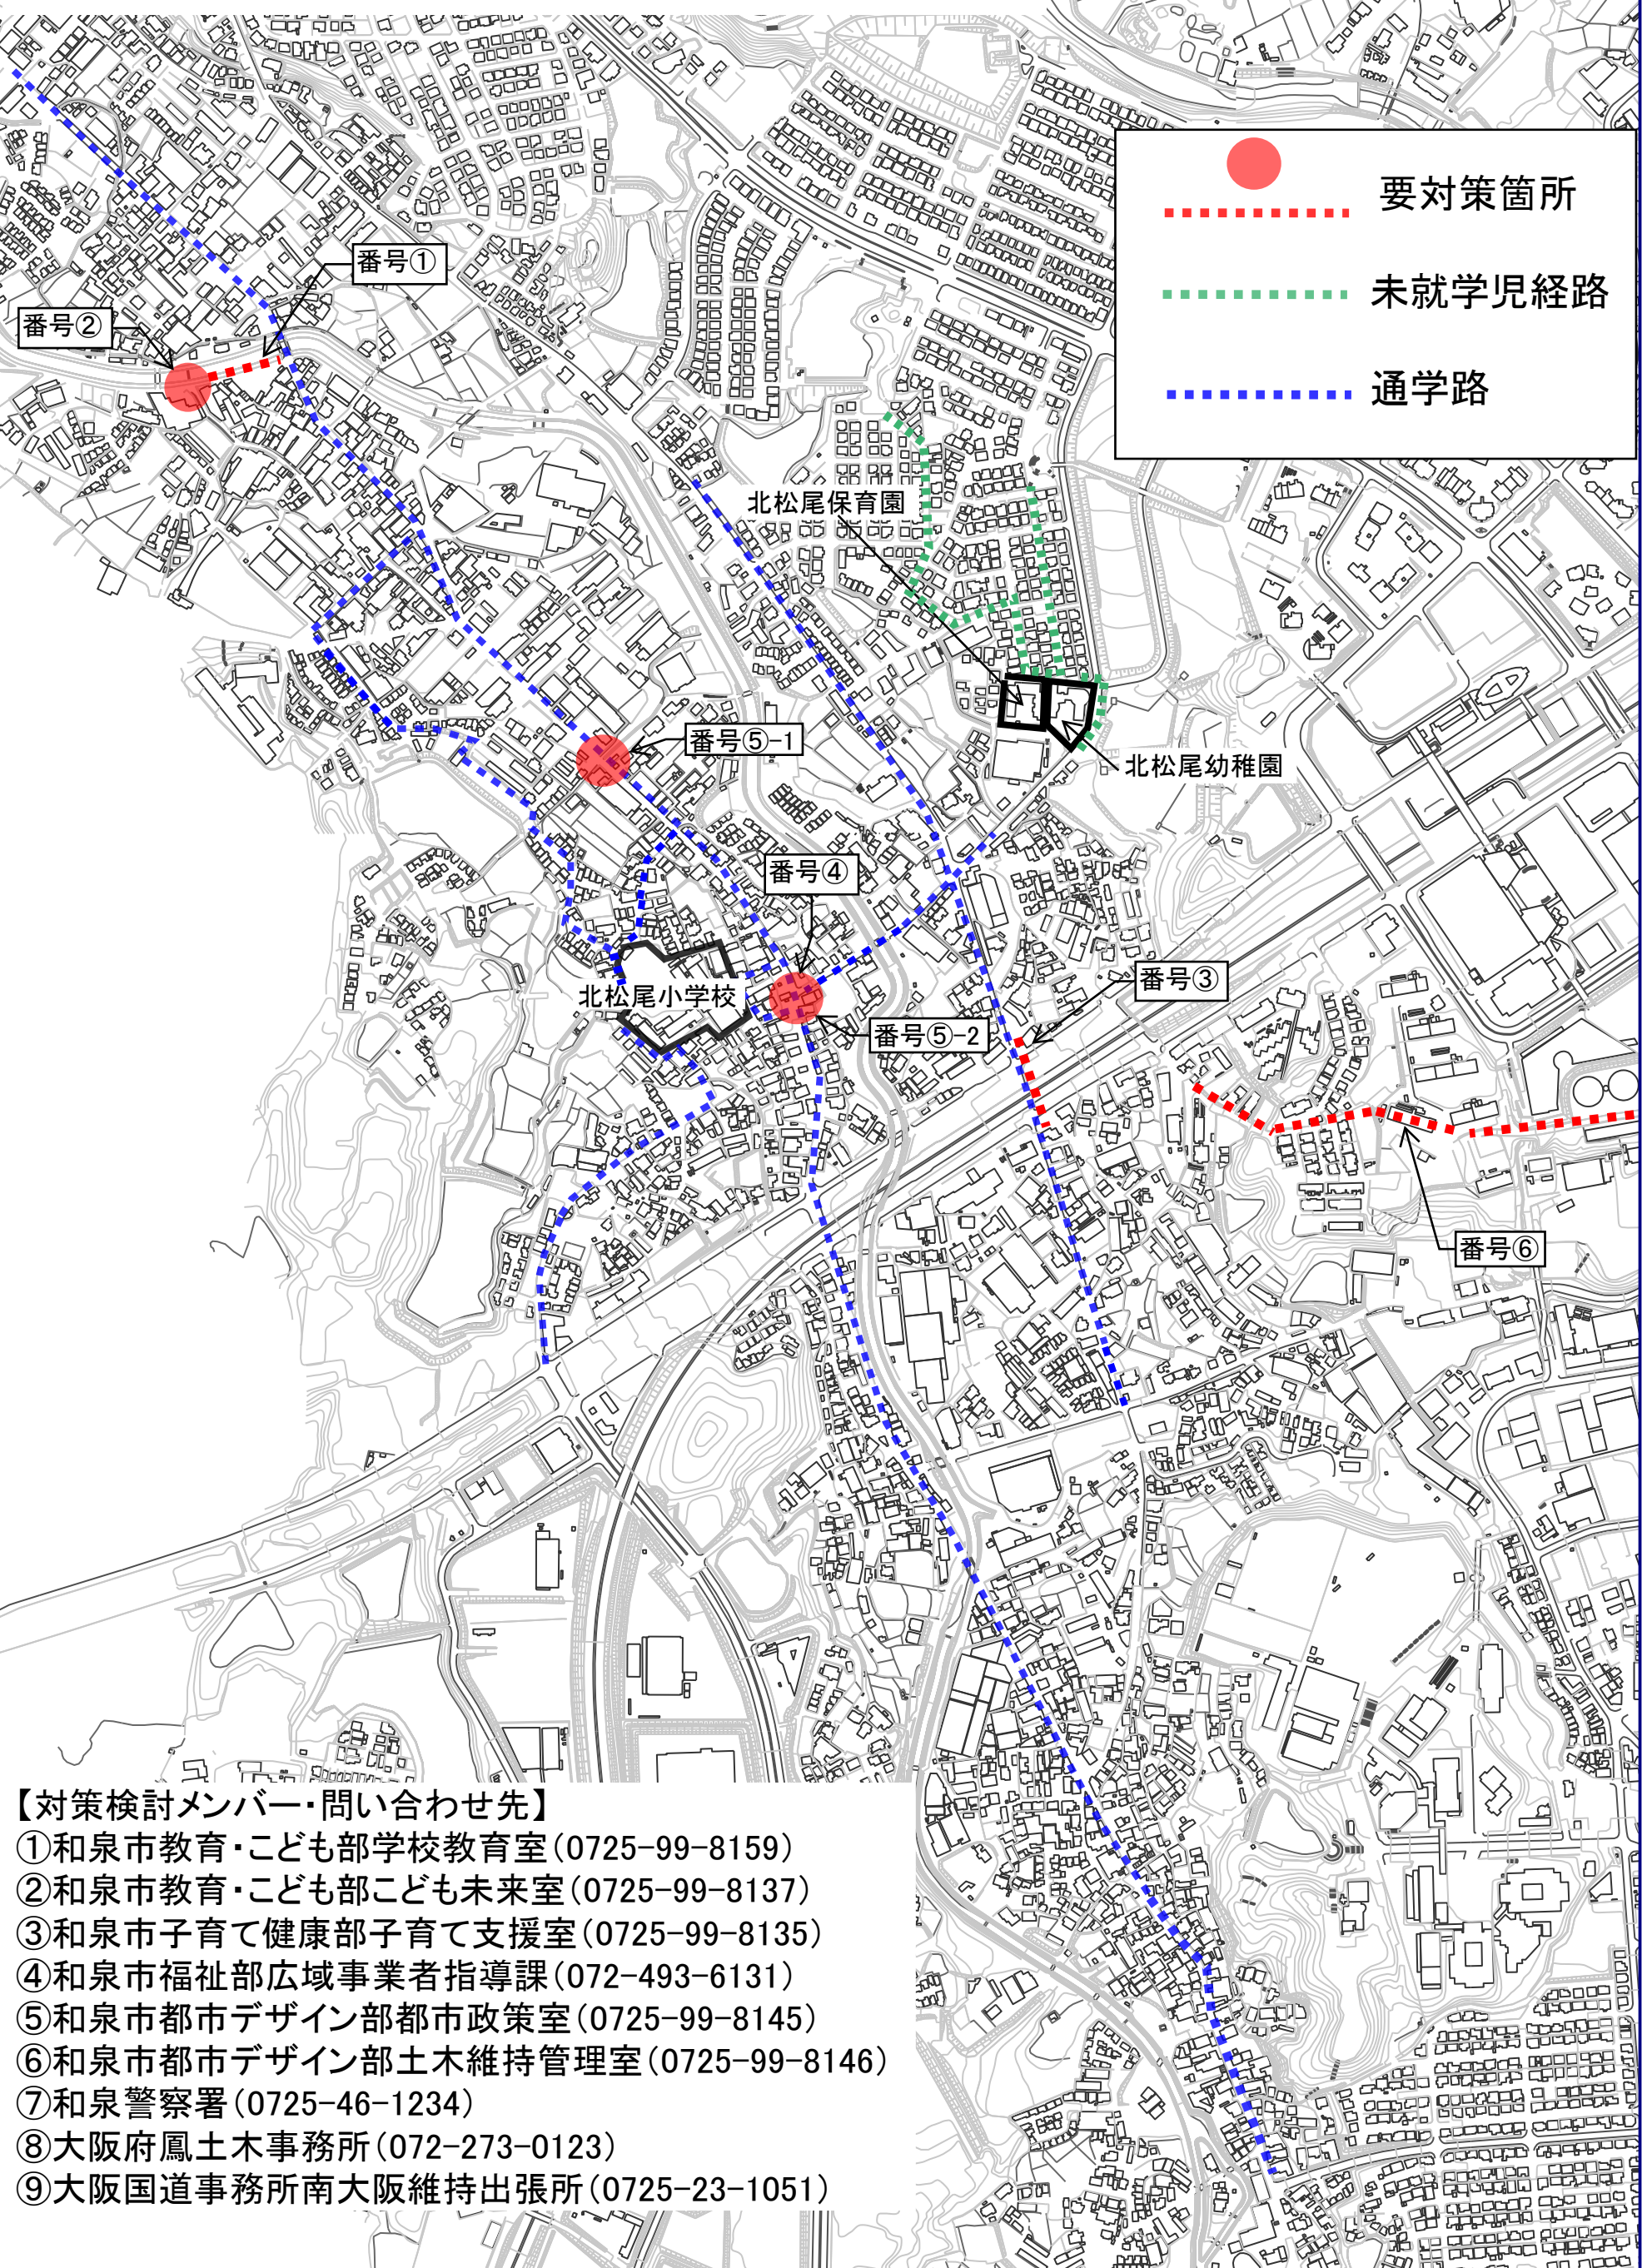 要対策箇所
未就学児経路
通学路
番号①
番号②
北松尾保育園
番号⑤-1
北松尾幼稚園
番号④
番号③
北松尾小学校
番号⑤-2
番号⑥
【対策検討メンバー・問い合わせ先】
①和泉市教育・こども部学校教育室(0725-99-8159)
②和泉市教育・こども部こども未来室(0725-99-8137)
③和泉市子育て健康部子育て支援室(0725-99-8135)
④和泉市福祉部広域事業者指導課(072-493-6131)
⑤和泉市都市デザイン部都市政策室(0725-99-8145)
⑥和泉市都市デザイン部土木維持管理室(0725-99-8146)
⑦和泉警察署(0725-46-1234)
⑧大阪府鳳土木事務所(072-273-0123)
⑨大阪国道事務所南大阪維持出張所(0725-23-1051)